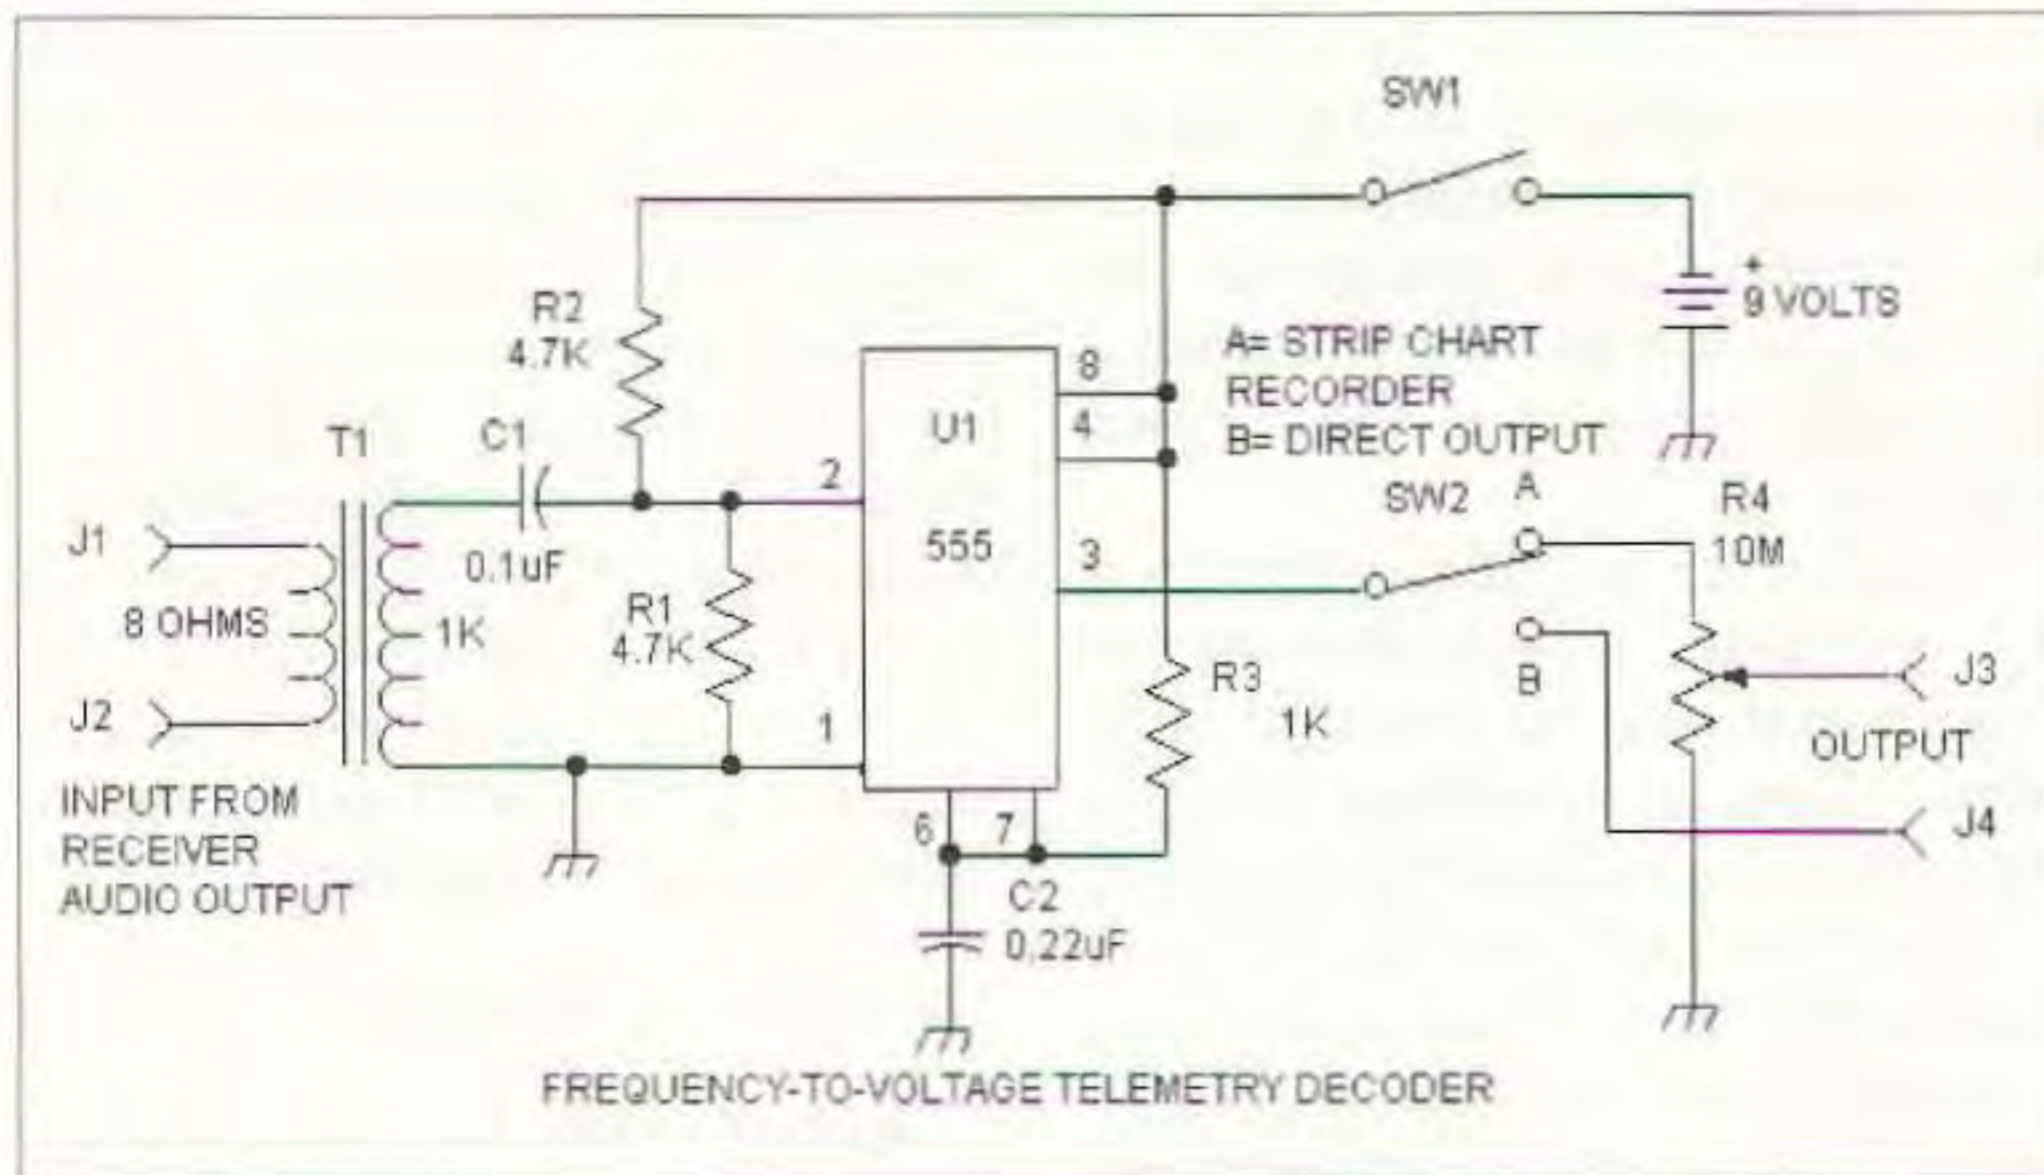 SW1
+
9 VOLTS
R2
4.7K
A= STRIP CHART
RECORDER
B= DIRECT OUTPUT
8
U1
4
T1
C1
2
SW2
A
R4
10M
J1
0.1uF
555
3
8 OHMS
1K
R1
4.7K
R3
1K
B
J3
J2
1
OUTPUT
INPUT FROM
RECEIVER
AUDIO OUTPUT
6
7
J4
C2
0,22uF
FREQUENCY-TO-VOLTAGE TELEMETRY DECODER